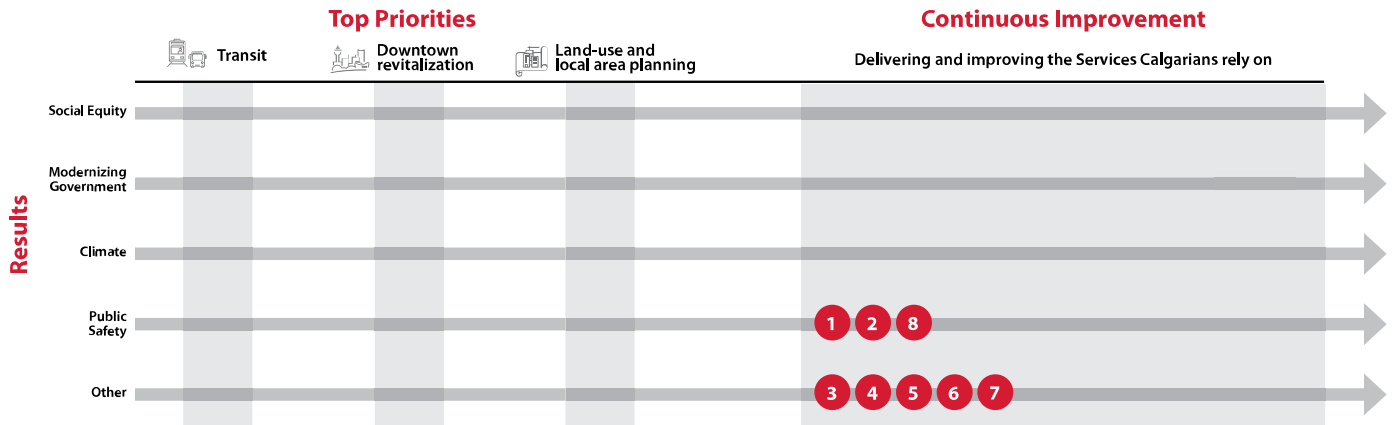 Top Priorities
Continuous Improvement
Transit
Downtown
revitalization
Land-use and
local area planning
Delivering and improving the Services Calgarians rely on
Results
Social Equity
Modernizing
Government
Climate
Public
Safety
1 2 8
Other
3 4 5 6 7